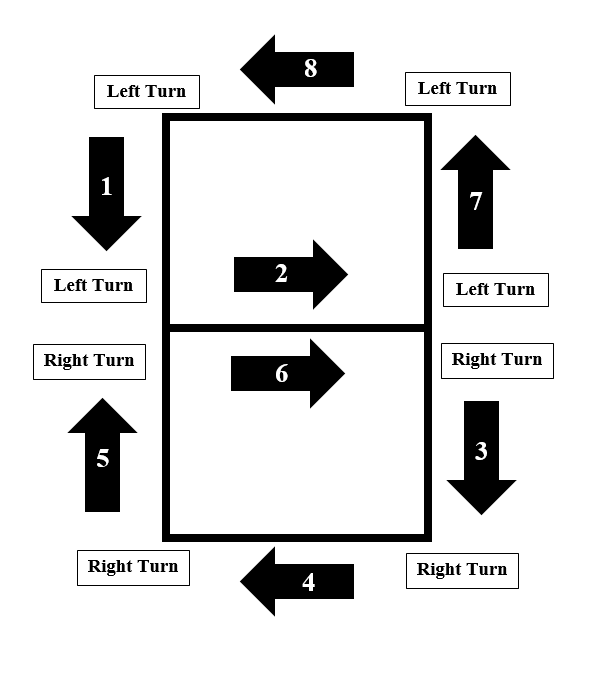 8
Left Turn
Left Turn
1
7
2
Left Turn
Left Turn
Right Turn
Right Turn
6
5
3
Right Turn
4
Right Turn